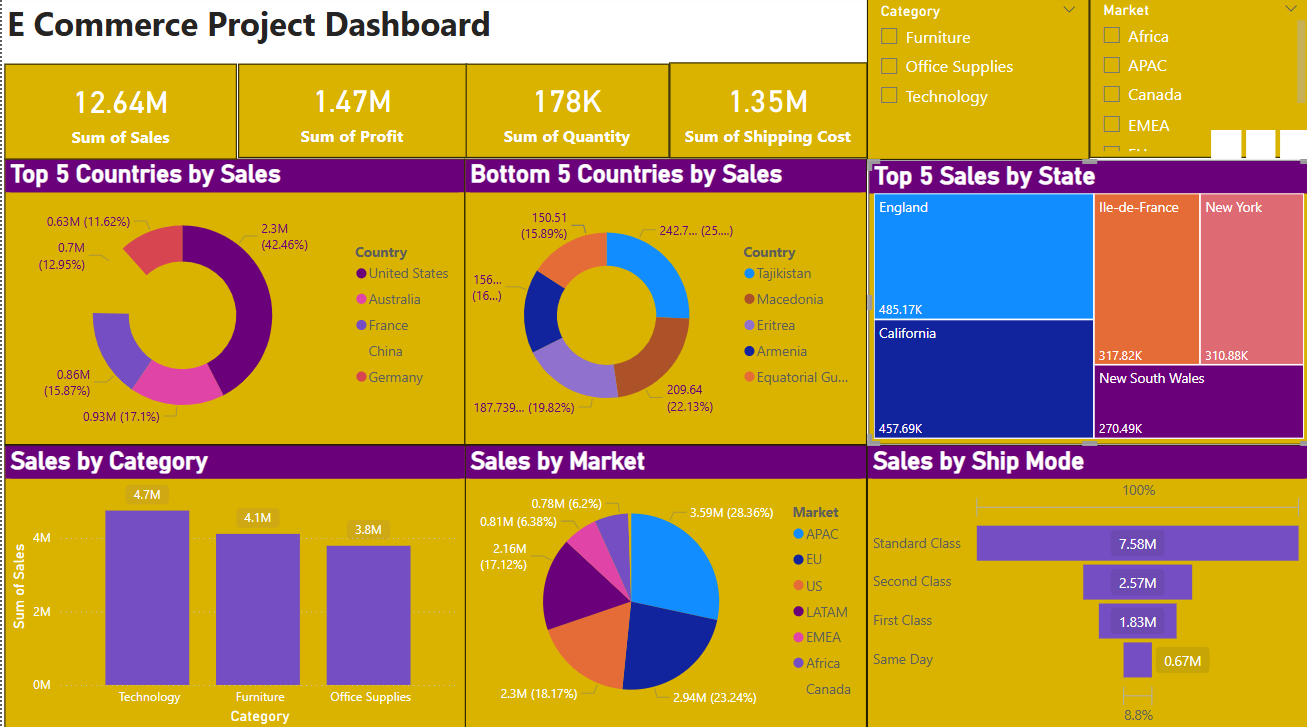 E Commerce Project Dashboard
Category
Furniture
Office Supplies
Technology
Market
Africa
APAC
Canada
EMEA
12.64M
Sum of Sales
1.47M
Sum of Profit
178K
Sum of Quantity
1.35M
Sum of Shipping Cost
Top 5 Countries by Sales
0.63M (11.62%)
0.7M
(12.95%)
2.3M
(42.46%)
0.86M
(15.87%)
0.93M (17.1%)
Country
United States
Australia
France
China
Germany
Bottom 5 Countries by Sales
150.51
(15.89%)
242.7... (25....)
156...
(16...)
187.739... (19.82%)
209.64
(22.13%)
Country
Tajikistan
Macedonia
Eritrea
Armenia
Equatorial Gu...
Top 5 Sales by State
England
485.17K
California
457.69K
Ile-de-France
317.82K
New York
310.88K
New South Wales
270.49K
Sales by Category
Sum of Sales
4M
2M
0M
4.7M
4.1M
3.8M
Technology
Furniture
Office Supplies
Category
Sales by Market
0.78M (6.2%)
0.81M (6.38%)
2.16M
(17.12%)
2.3M (18.17%)
3.59M (28.36%)
2.94M (23.24%)
Market
APAC
EU
US
LATAM
EMEA
Africa
Canada
Sales by Ship Mode
100%
Standard Class
7.58M
Second Class
2.57M
First Class
1.83M
Same Day
0.67M
8.8%